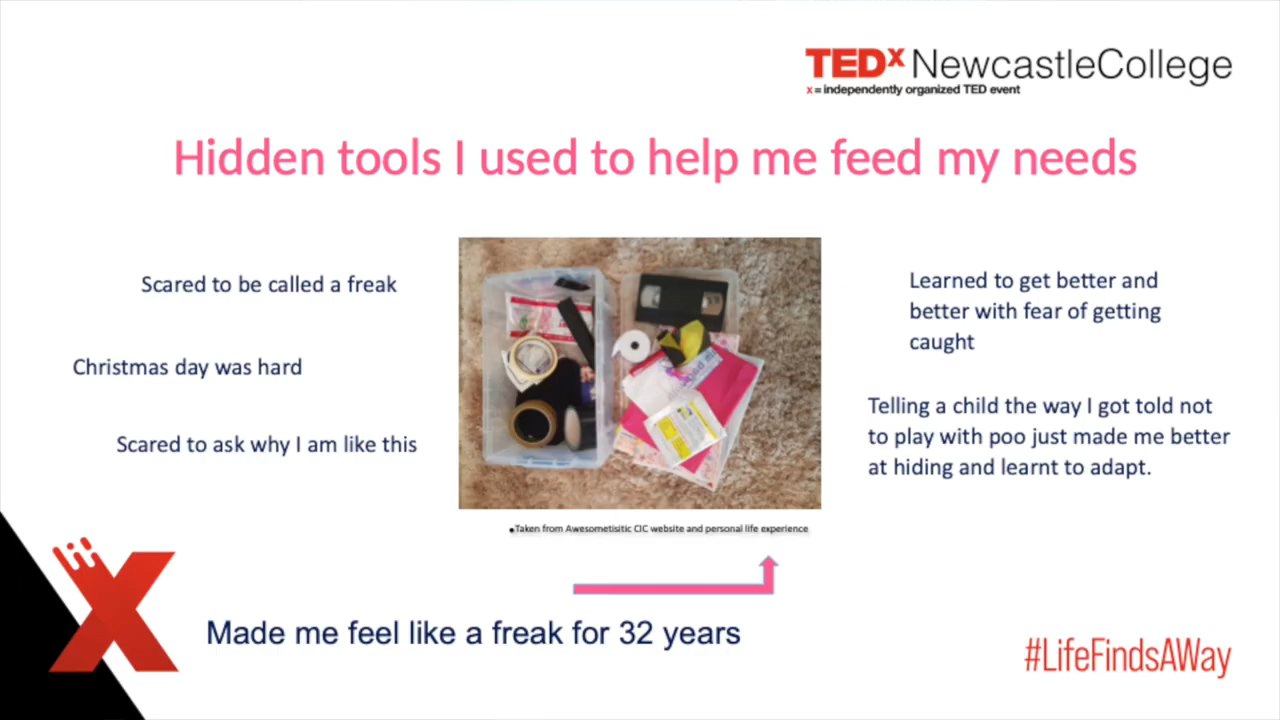 TEDx NewcastleCollege
x = independently organized TED event
Hidden tools I used to help me feed my needs
Scared to be called a freak
Christmas day was hard
Scared to ask why I am like this
Learned to get better and
better with fear of getting
caught
Telling a child the way I got told not
to play with poo just made me better
at hiding and learnt to adapt.
•Taken from Awesometisitic CIC website and personal life experience
Made me feel like a freak for 32 years
#LifeFindsAWay